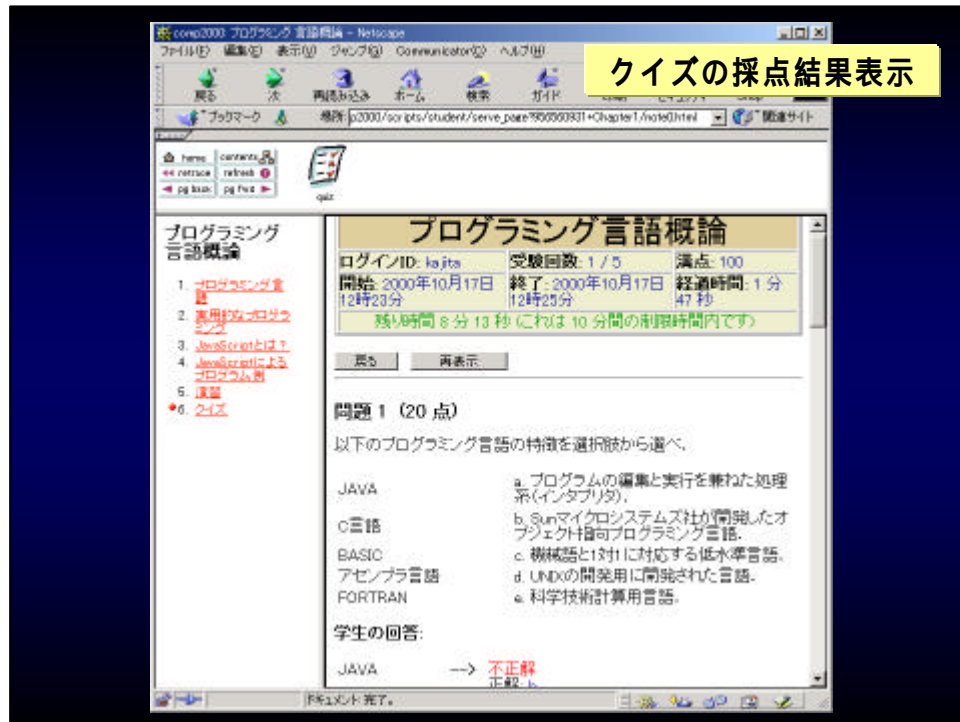 comp2000 プログラミング 言語概論 - Netscape
ファイル(F) 編集(E) 表示(V) ジャンプ(G) Communicator(C) ヘルプ(H)
クイズの採点結果表示
戻る 次 再読み込み ホーム 検索 ガイド
ブックマーク 場所: p2000/scripts/student/serve_page?956560931+Chapter1/note0.html 関連サイト
home contents
retrace refresh
pg back pg fwd
quiz
プログラミング
言語概論
1. プログラミング言
語
2. 実用的なプログラ
ミング
3. JavaScriptとは?
4. JavaScriptによる
プログラム例
5. 演習
6. クイズ
プログラミング言語概論
ログインID: kajita 受験回数: 1 / 5 満点: 100
開始: 2000年10月17日 終了: 2000年10月17日 経過時間: 1 分
12時23分 12時25分 47 秒
残り時間 8 分 13 秒 (これは 10 分間の制限時間内です)
戻る 再表示
問題 1 (20 点)
以下のプログラミング言語の特徴を選択肢から選べ.
JAVA a. プログラムの編集と実行を兼ねた処理
系(インタプリタ).
C言語 b. Sunマイクロシステムズ社が開発したオ
ブジェクト指向プログラミング言語.
BASIC c. 機械語と1対1に対応する低水準言語.
アセンブラ言語 d. UNIXの開発用に開発された言語.
FORTRAN e. 科学技術計算用言語.
学生の回答:
JAVA ---> 不正解
正解: b
ドキュメント完了。